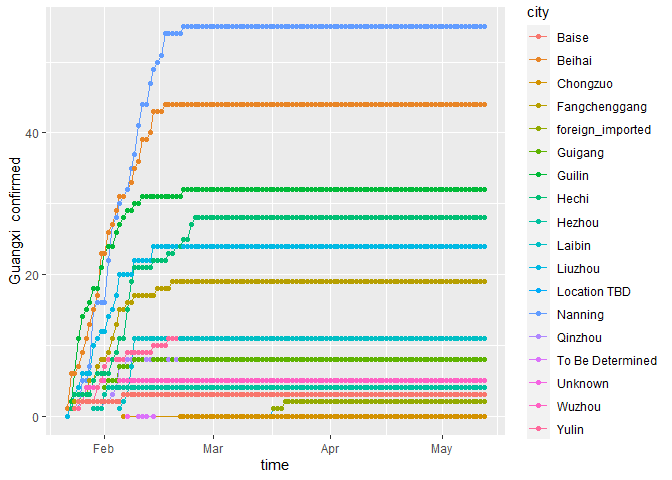 city
Baise
Beihai
Chongzuo
Fangchenggang
foreign_imported
Guigang
Guilin
Hechi
Hezhou
Laibin
Liuzhou
Location TBD
Nanning
Qinzhou
To Be Determined
Unknown
Wuzhou
Yulin
Guangxi confirmed
40
20
0
Feb
Mar
Apr
May
time